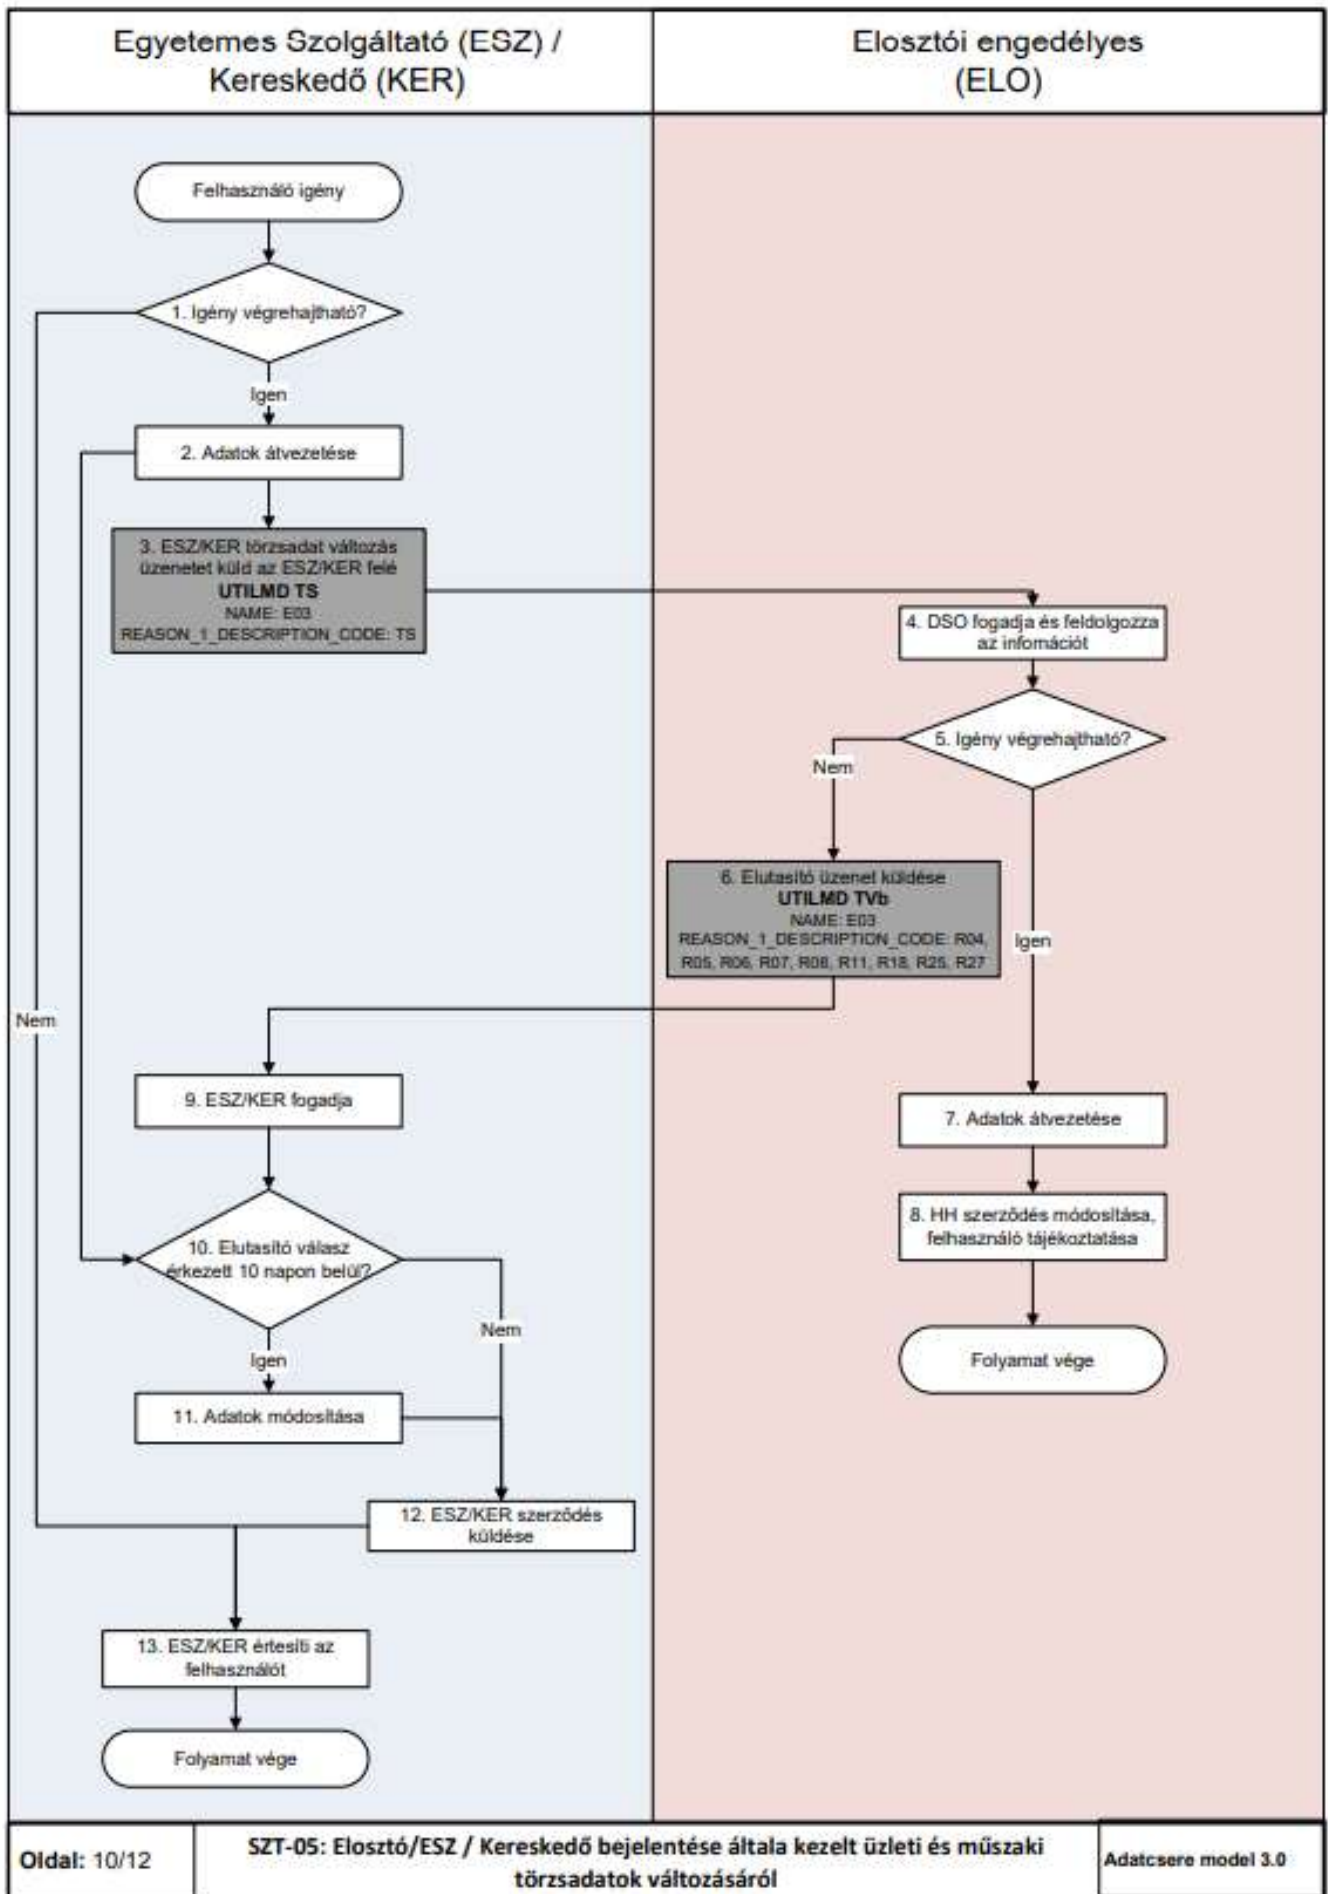 Egyetemes Szolgáltató (ESZ) /
Kereskedő (KER)
Elosztói engedélyes
(ELO)
Felhasználó igény
1. Igény végrehajtható?
Igen
2. Adatok átvezetése
3. ESZ/KER törzsadat változás
üzenetet küld az ESZ/KER felé
UTILMD TS
NAME: E03
REASON_1_DESCRIPTION_CODE: TS
4. DSO fogadja és feldolgozza
az infomációt
5. Igény végrehajtható?
Nem
6. Elutasító üzenet küldése
UTILMD TVb
NAME: E03
REASON_1_DESCRIPTION_CODE: R04,
R05, R06, R07, R08, R11, R18, R25, R27
Igen
Nem
9. ESZ/KER fogadja
7. Adatok átvezetése
8. HH szerződés módosítása,
felhasználó tájékoztatása
10. Elutasító válasz
érkezett 10 napon belül?
Nem
Igen
Folyamat vége
11. Adatok módosítása
12. ESZ/KER szerződés
küldése
13. ESZ/KER értesíti az
felhasználót
Folyamat vége
Oldal: 10/12
SZT-05: Elosztó/ESZ / Kereskedő bejelentése általa kezelt üzleti és műszaki
törzsadatok változásáról
Adatcsere model 3.0